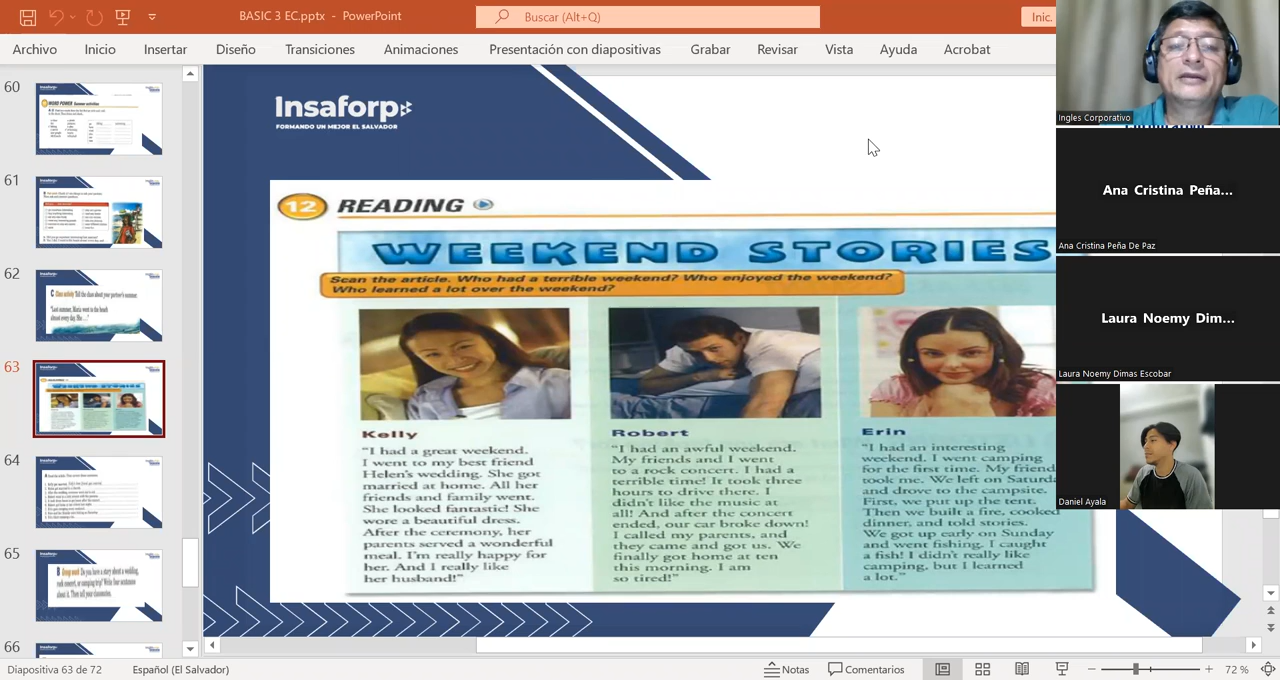 BASIC 3 EC.pptx - PowerPoint
Buscar (Alt+Q)
Inic.
Archivo Inicio Insertar Diseño Transiciones Animaciones Presentación con diapositivas Grabar Revisar Vista Ayuda Acrobat
60
61
62
63
64
65
66
Insaforp
FORMANDO UN MEJOR EL SALVADOR
12 READING
WEEKEND STORIES
Scan the article. Who had a terrible weekend? Who enjoyed the weekend?
Who learned a lot over the weekend?
Kelly
"I had a great weekend.
I went to my best friend
Helen's wedding. She got
married at home. All her
friends and family went.
She looked fantastic! She
wore a beautiful dress.
After the ceremony, her
parents served a wonderful
meal. I'm really happy for
her. And I really like
her husband!"
Robert
"I had an awful weekend.
My friends and I went
to a rock concert. I had a
terrible time! It took three
hours to drive there. I
didn't like the music at
all! And after the concert
ended, our car broke down!
I called my parents, and
they came and got us. We
finally got home at ten
this morning. I am
so tired!"
Erin
"I had an interesting
weekend. I went camping
for the first time. My friend
took me. We left on Saturd
and drove to the campsite.
First, we put up the tent.
Then we built a fire, cooked
dinner, and told stories.
We got up early on Sunday
and went fishing. I caught
a fish! I didn't really like
camping, but I learned
a lot."
Ingles Corporativo
Ana Cristina Peña...
Ana Cristina Peña De Paz
Laura Noemy Dim...
Laura Noemy Dimas Escobar
Daniel Ayala
Diapositiva 63 de 72
Español (El Salvador)
Notas
Comentarios
72 %